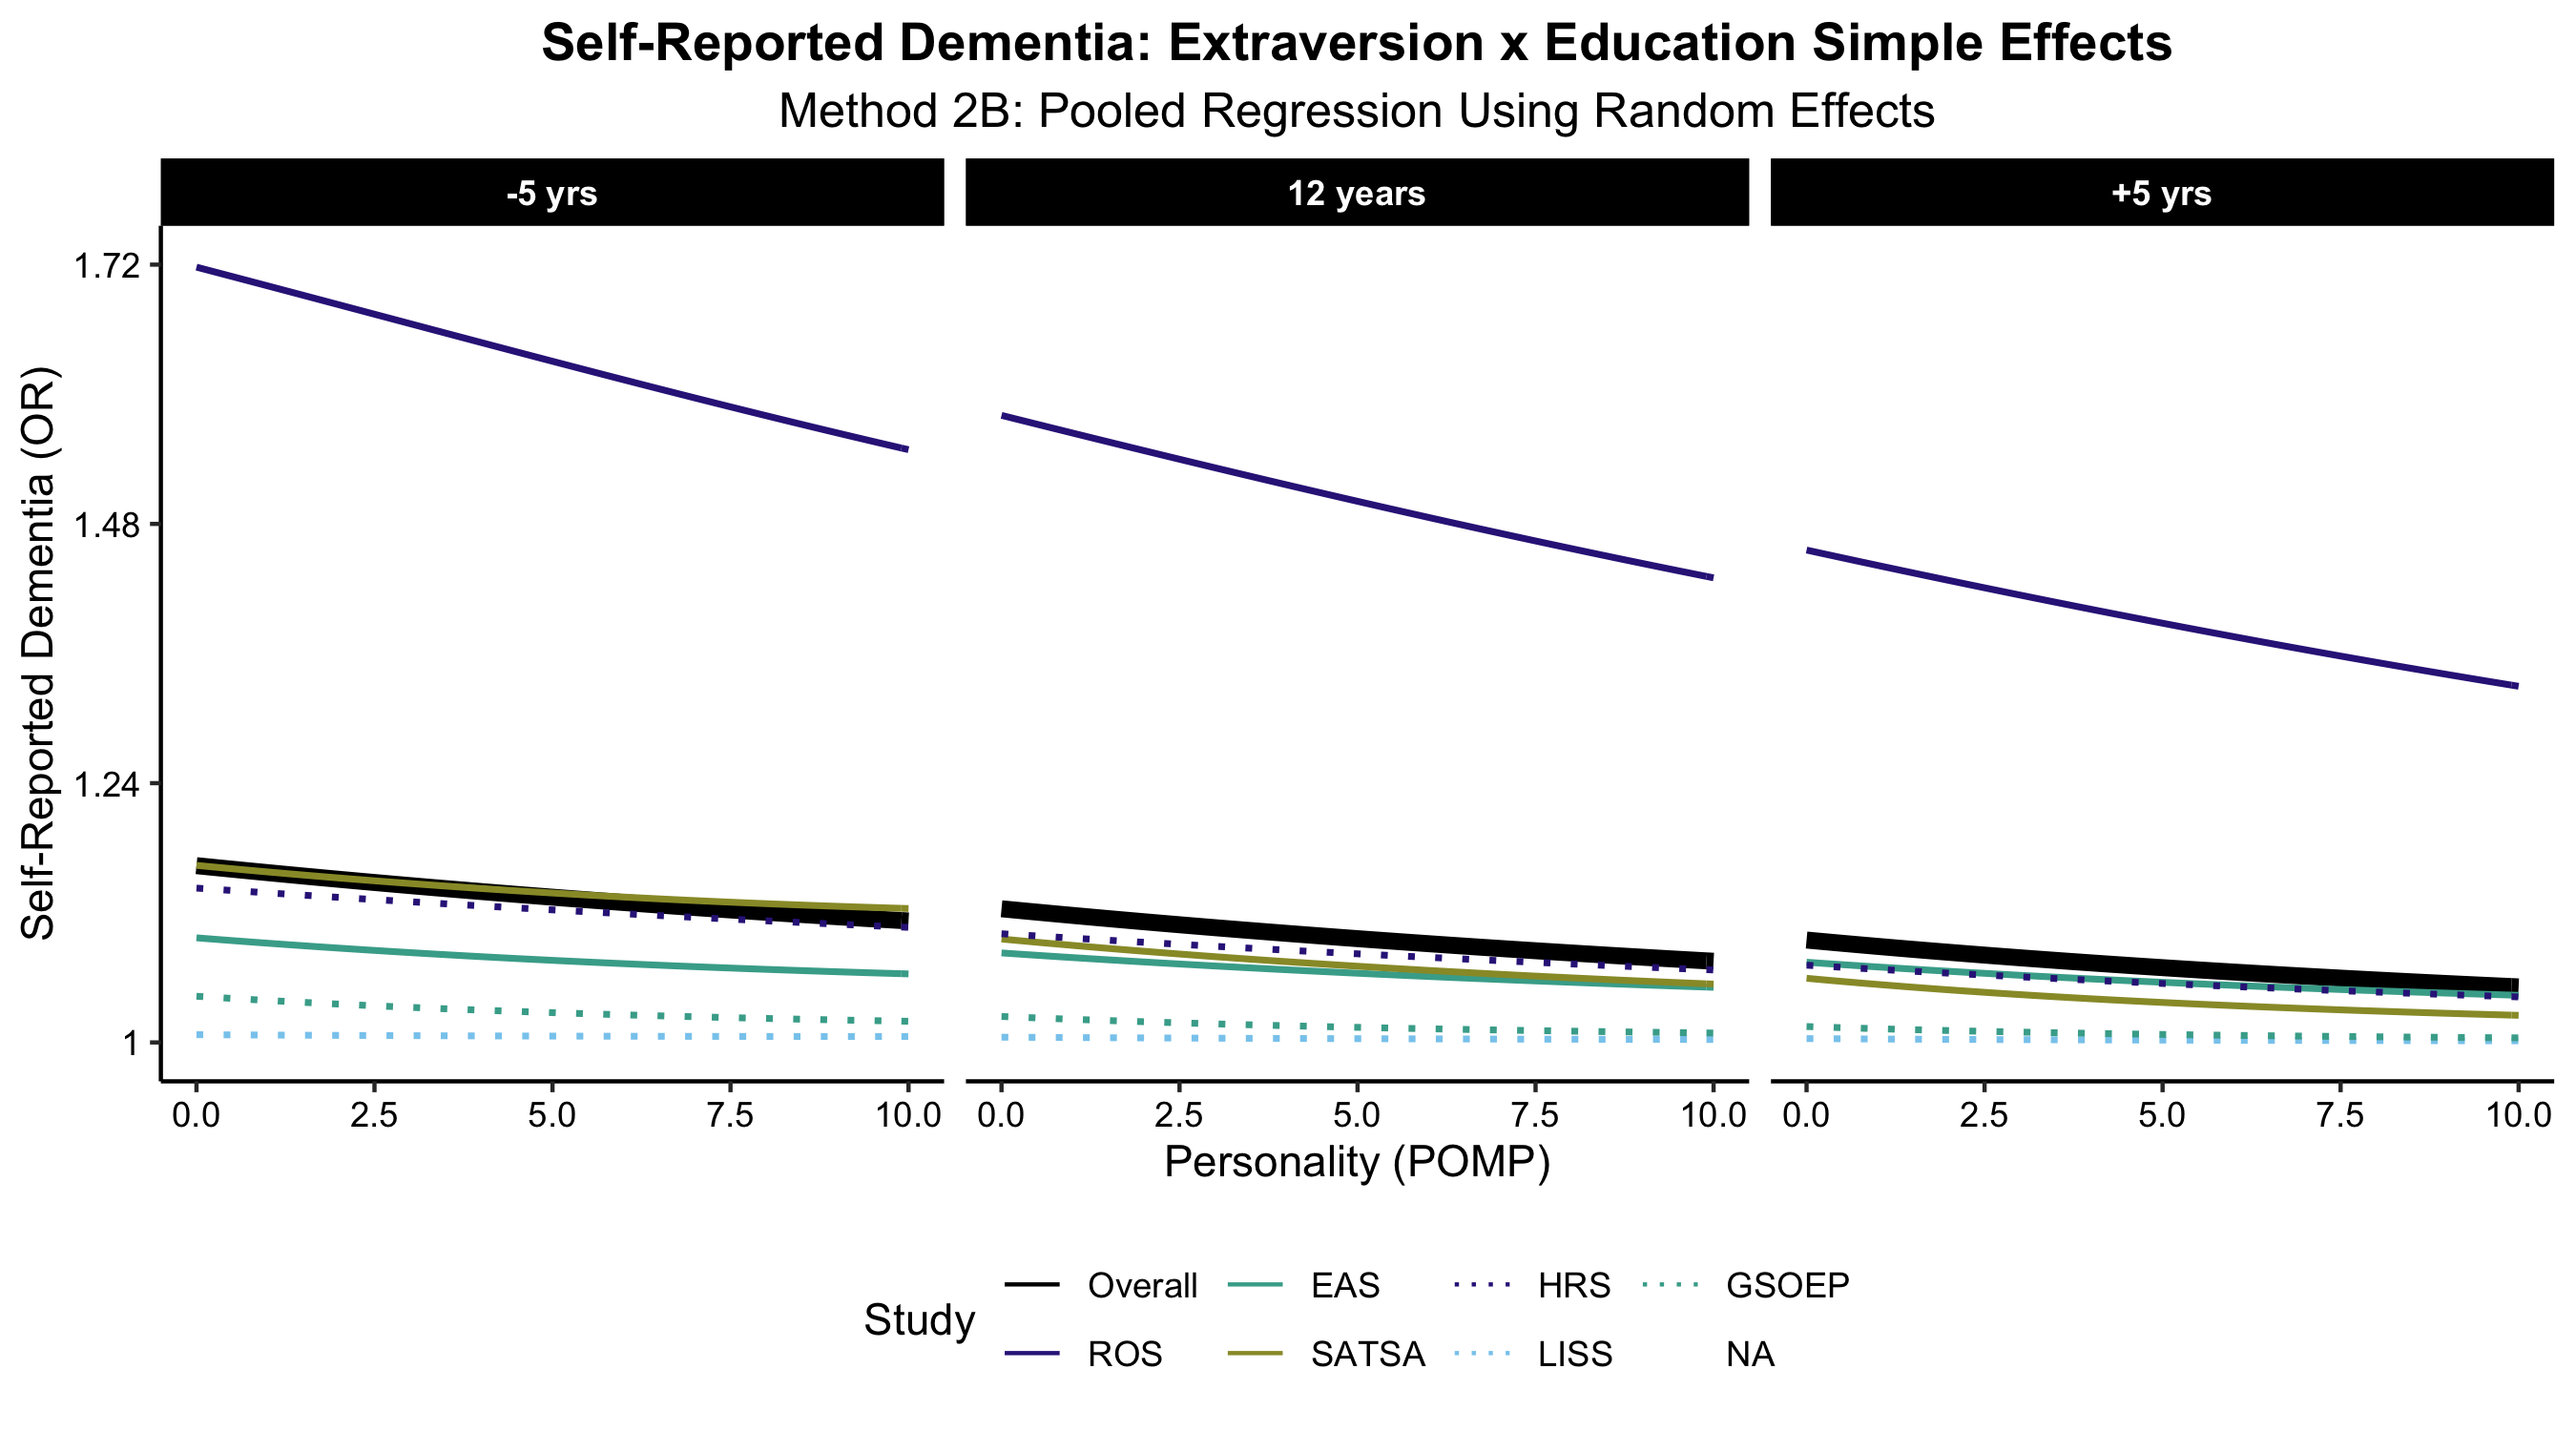 Self-Reported Dementia: Extraversion x Education Simple Effects
Method 2B: Pooled Regression Using Random Effects
-5 yrs 12 years +5 yrs
Self-Reported Dementia (OR)
1.72
1.48
1.24
1
0.0 2.5 5.0 7.5 10.0 0.0 2.5 5.0 7.5 10.0 0.0 2.5 5.0 7.5 10.0
Personality (POMP)
Study
Overall EAS HRS GSOEP
ROS SATSA LISS NA